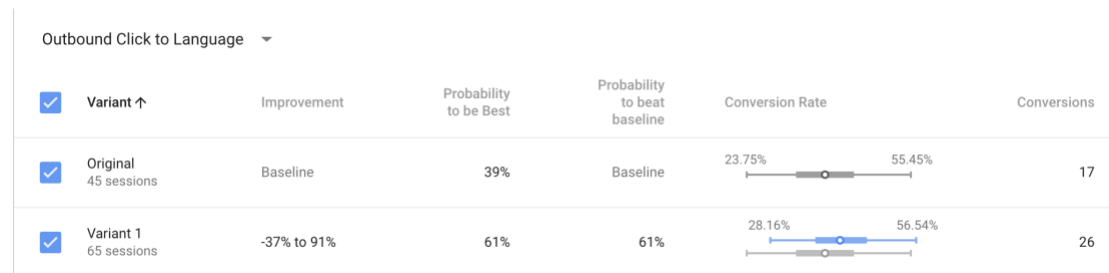 Outbound Click to Language
Variant Improvement Probability to be Best Probability to beat baseline Conversion Rate Conversions
Original
45 sessions
Baseline 39% Baseline 23.75% 55.45% 17
Variant 1
65 sessions
-37% to 91% 61% 61% 28.16% 56.54% 26